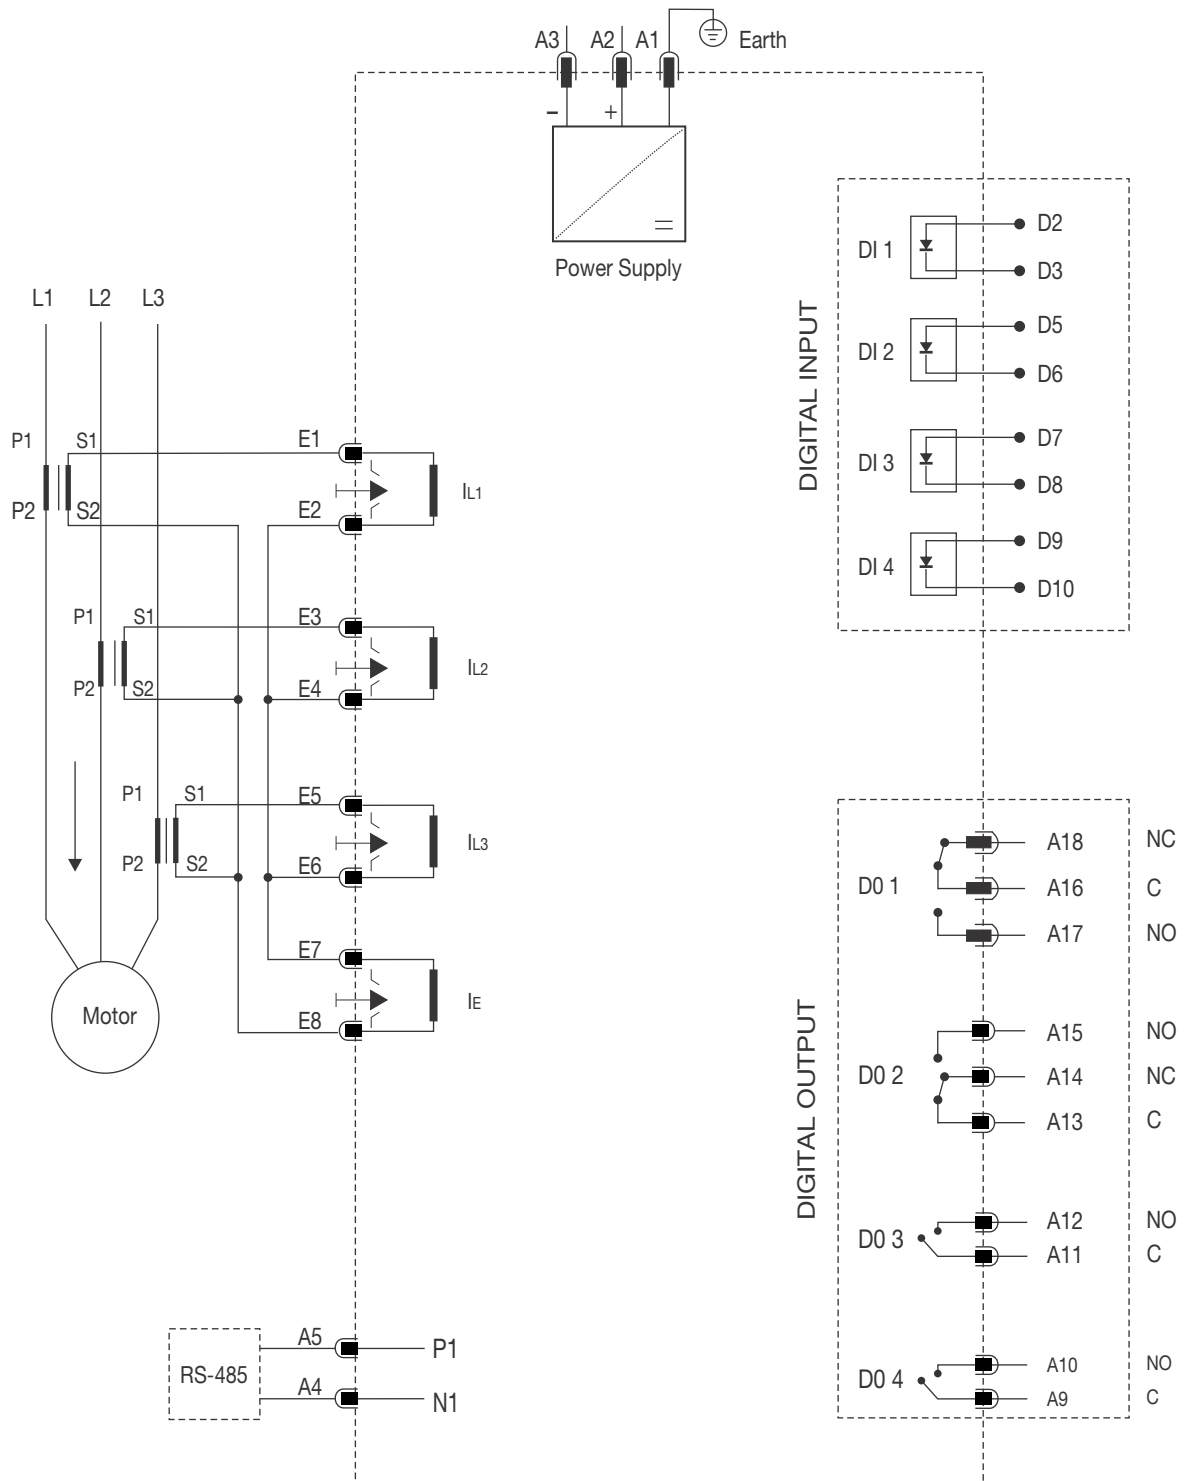 A3 A2 A1 Earth
– +
Power Supply
DIGITAL INPUT
DI 1 D2
D3
DI 2 D5
D6
DI 3 D7
D8
DI 4 D9
D10
L1 L2 L3
P1 S1 E1
P2 S2 E2
IL1
P1 S1 E3
P2 S2 E4
IL2
P1 S1 E5
P2 S2 E6
IL3
E7
E8
IE
Motor
DIGITAL OUTPUT
D0 1
A18 NC
A16 C
A17 NO
D0 2
A15 NO
A14 NC
A13 C
D0 3
A12 NO
A11 C
D0 4
A10 NO
A9 C
RS-485
A5 P1
A4 N1